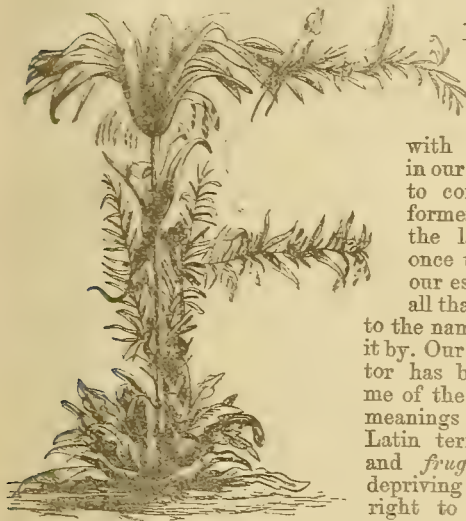 F
with
in our
to co
forme
the l
once
our es
all tha
to the nam
it by. Our
tor has b
me of the
meanings
Latin ter
and frug
depriving
right to